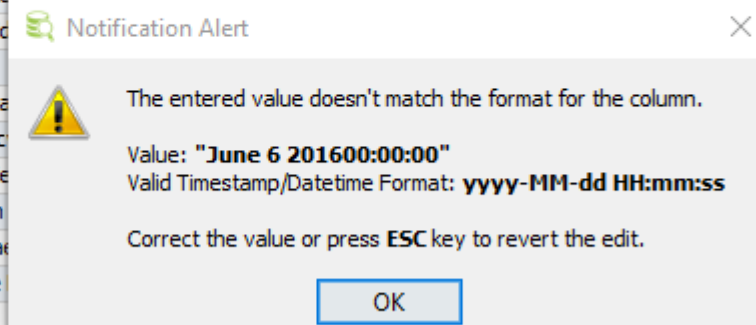 Notification Alert
The entered value doesn't match the format for the column.
Value: "June 6 201600:00:00"
Valid Timestamp/Datetime Format: yyyy-MM-dd HH:mm:ss
Correct the value or press ESC key to revert the edit.
OK